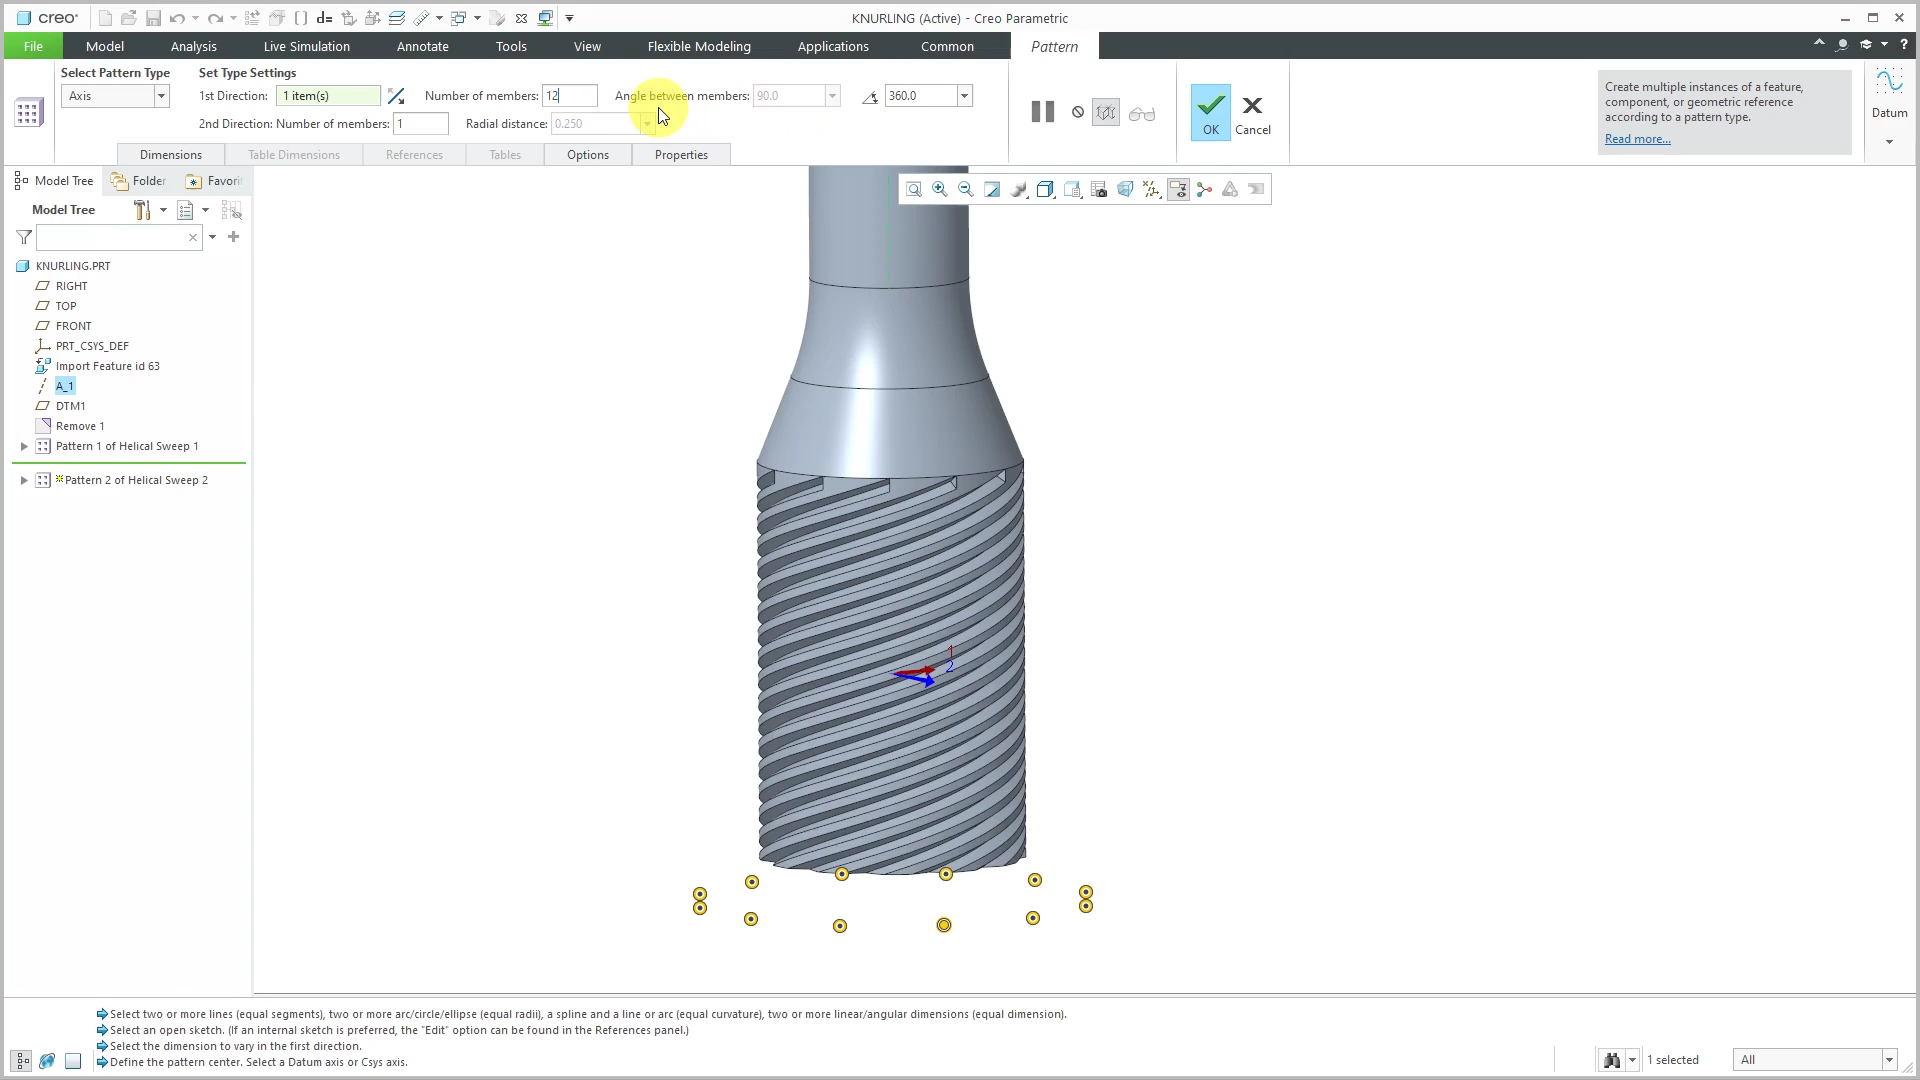 creo®
d=
KNURLING (Active) - Creo Parametric
File
Model
Analysis
Live Simulation
Annotate
Tools
View
Flexible Modeling
Applications
Common
Pattern
Select Pattern Type
Set Type Settings
Axis
1st Direction:
1 item(s)
Number of members:
12
Angle between members:
90.0
360.0
2nd Direction: Number of members:
1
Radial distance:
0.250
Dimensions
Table Dimensions
References
Tables
Options
Properties
OK
Cancel
Create multiple instances of a feature,
component, or geometric reference
according to a pattern type.
Read more...
Datum
Model Tree
Folder
Favori
Model Tree
KNURLING.PRT
RIGHT
TOP
FRONT
PRT_CSYS_DEF
Import Feature id 63
A_1
DTM1
Remove 1
Pattern 1 of Helical Sweep 1
Pattern 2 of Helical Sweep 2
1
2
Select two or more lines (equal segments), two or more arc/circle/ellipse (equal radii), a spline and a line or arc (equal curvature), two or more linear/angular dimensions (equal dimension).
Select an open sketch. (If an internal sketch is preferred, the "Edit" option can be found in the References panel.)
Select the dimension to vary in the first direction.
Define the pattern center. Select a Datum axis or Csys axis.
1 selected
All